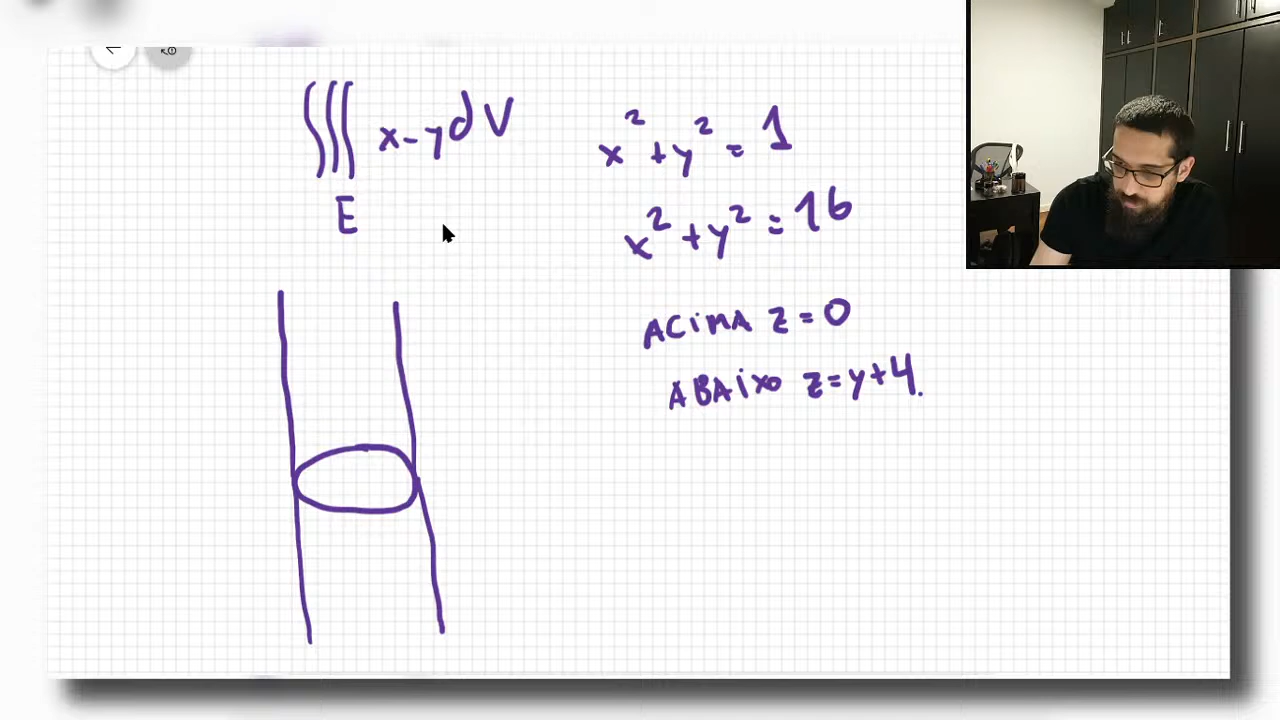 ∭ x-y dV
E
x² + y² = 1
x² + y² = 16
ACiMA z = 0
ABAixo z = y + 4.